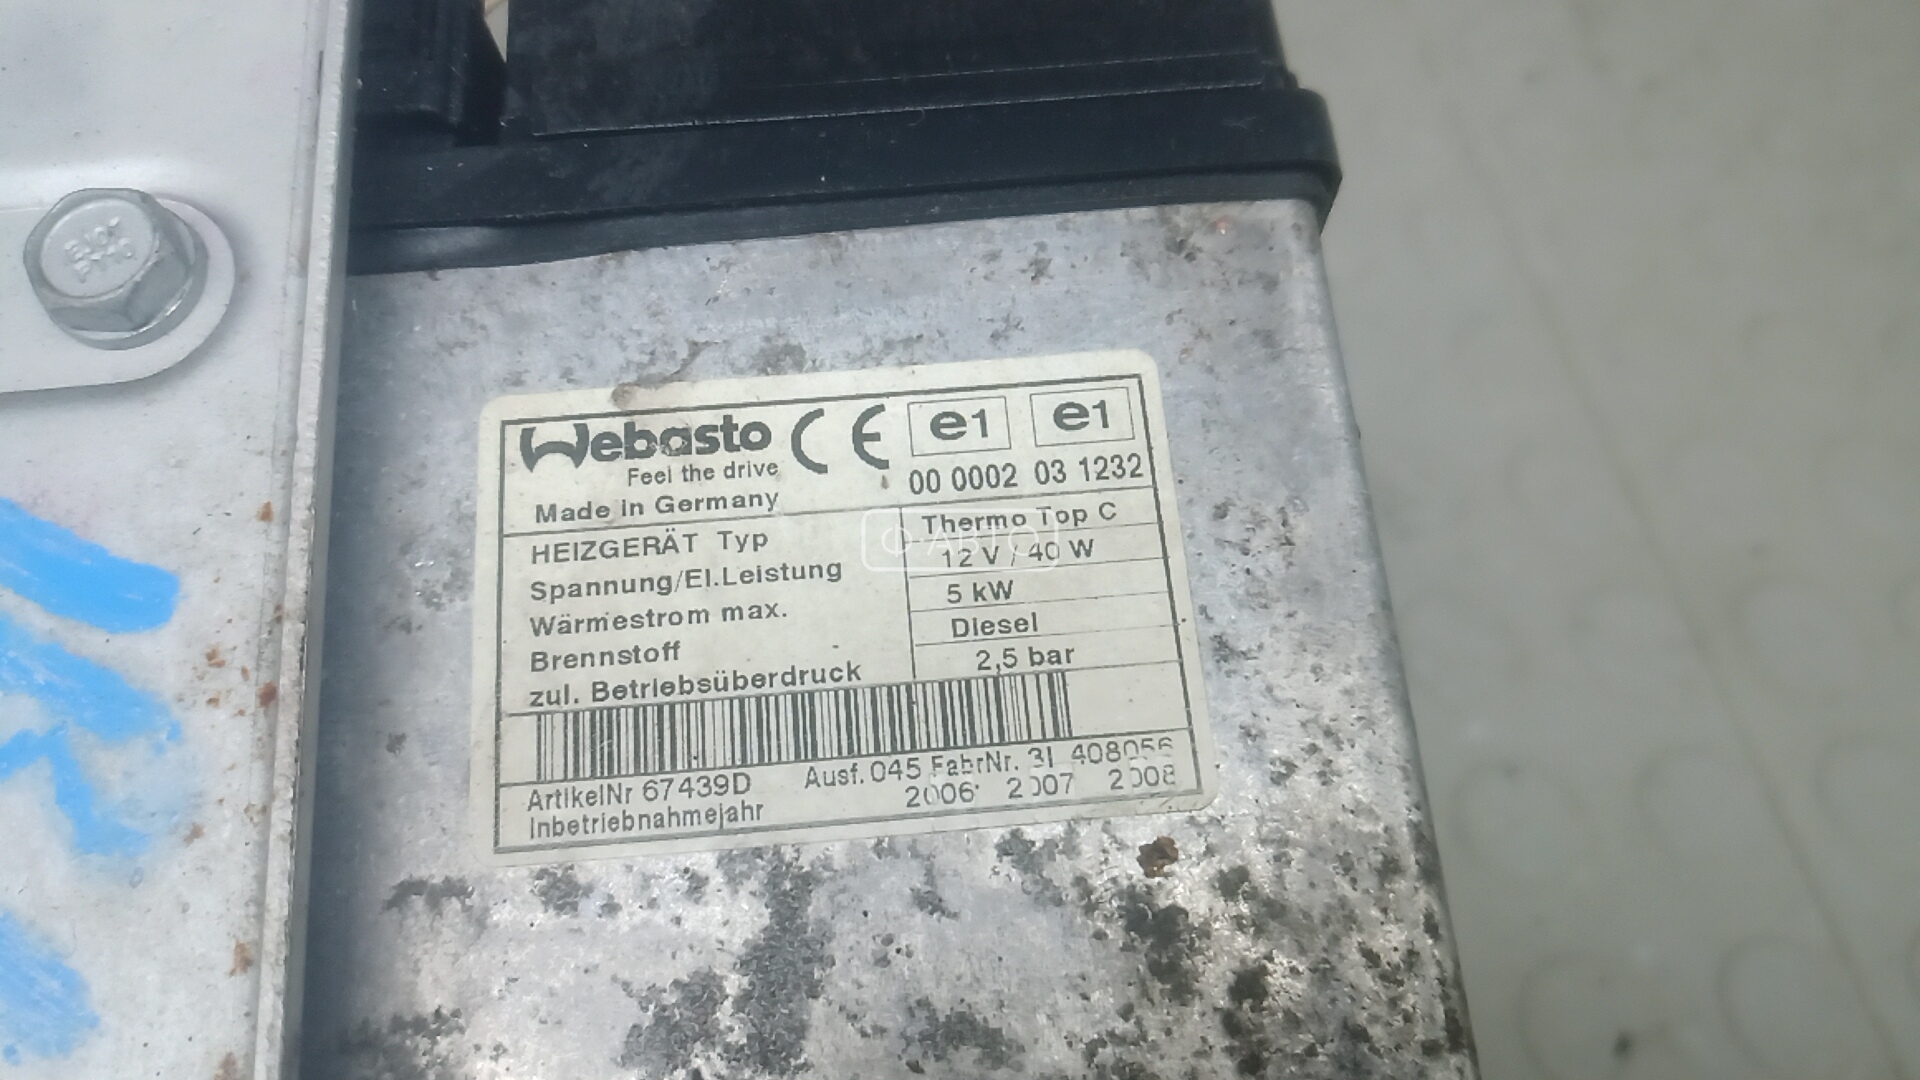 Webasto CE e1 e1
Feel the drive
00 0002 03 1232
Made in Germany
HEIZGERÄT Typ Thermo Top C
Spannung/El.Leistung 12 V / 40 W
Wärmestrom max. 5 kW
Brennstoff Diesel
zul. Betriebsüberdruck 2,5 bar
ArtikelNr 67439D Ausf. 045 FabrNr. 31 408056
Inbetriebnahmejahr 2006 2007 2008
АВТО